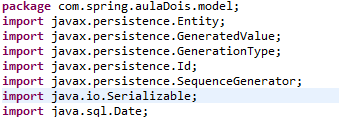 package com.spring.aulaDois.model;
import javax.persistence.Entity;
import javax.persistence.GeneratedValue;
import javax.persistence.GenerationType;
import javax.persistence.Id;
import javax.persistence.SequenceGenerator;
import java.io.Serializable;
import java.sql.Date;